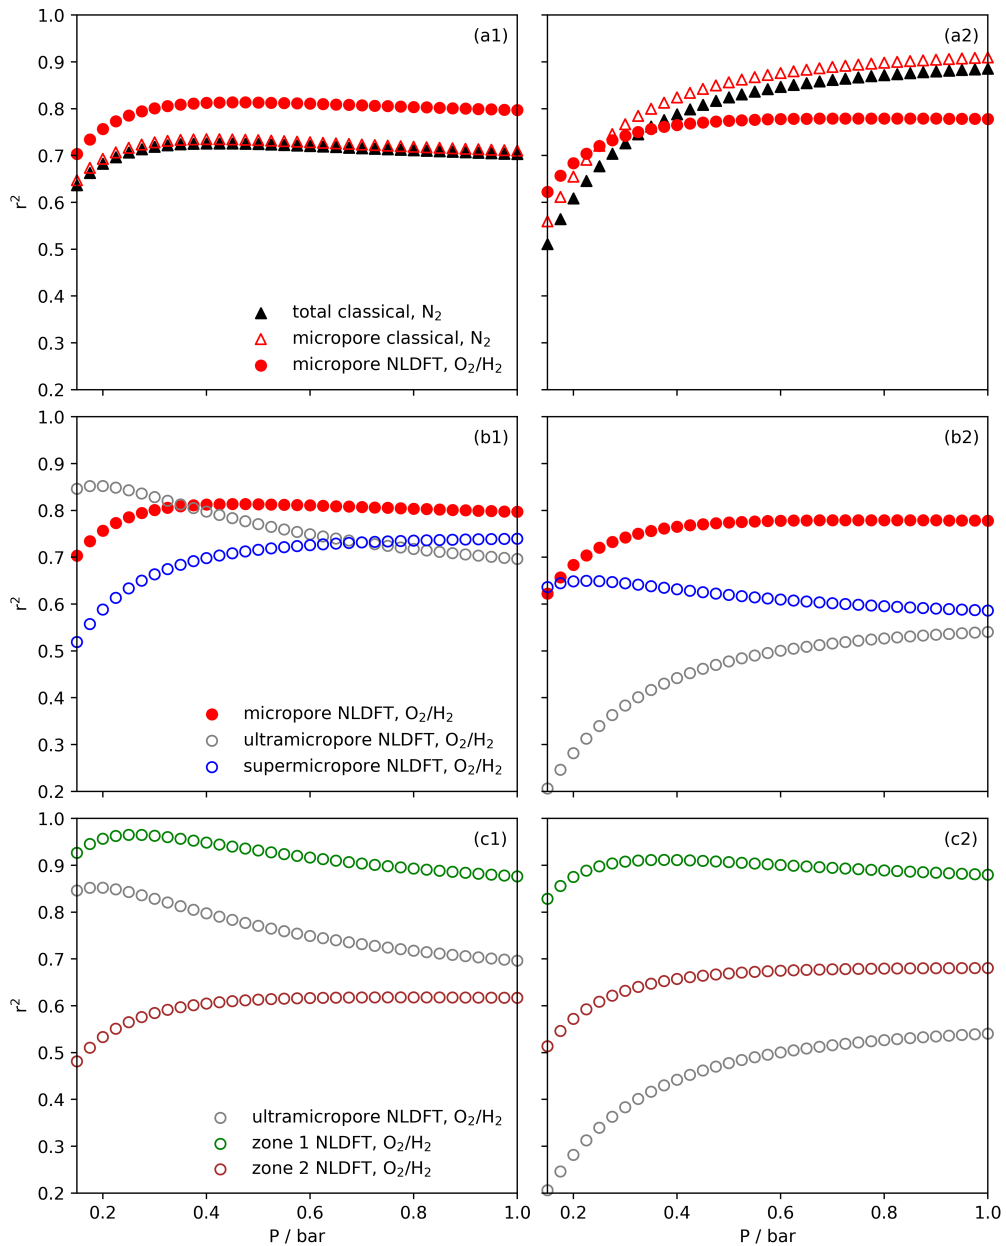 1.0
0.9
0.8
0.7
0.6
0.5
0.4
0.3
0.2
r²
(a1)
total classical, N₂
micropore classical, N₂
micropore NLDFT, O₂/H₂
(a2)
1.0
0.9
0.8
0.7
0.6
0.5
0.4
0.3
0.2
r²
(b1)
micropore NLDFT, O₂/H₂
ultramicropore NLDFT, O₂/H₂
supermicropore NLDFT, O₂/H₂
(b2)
1.0
0.9
0.8
0.7
0.6
0.5
0.4
0.3
0.2
r²
(c1)
ultramicropore NLDFT, O₂/H₂
zone 1 NLDFT, O₂/H₂
zone 2 NLDFT, O₂/H₂
0.2 0.4 0.6 0.8 1.0
P / bar
(c2)
0.2 0.4 0.6 0.8 1.0
P / bar